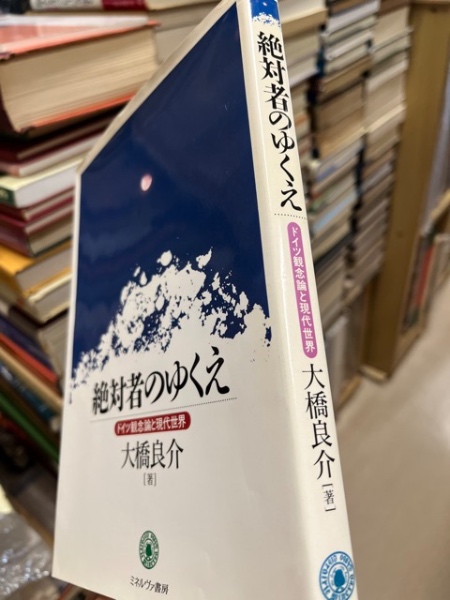 絶対者のゆくえ
ドイツ観念論と現代世界
大橋良介
[著]
ミネルヴァ書房
絶対者のゆくえ
ドイツ観念論と現代世界
大橋良介[著]